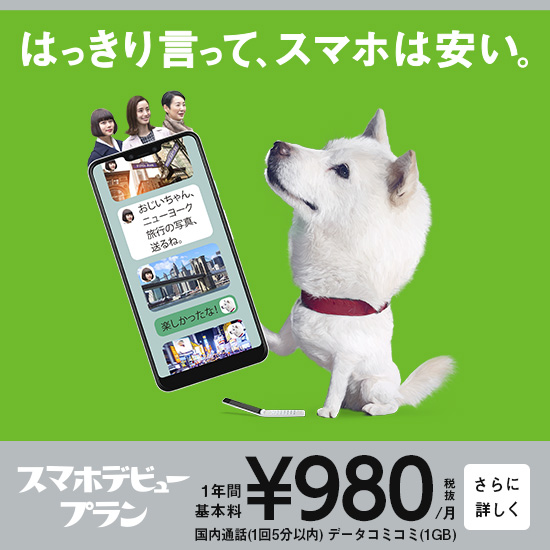 はっきり言って、スマホは安い。
おじいちゃん、
ニューヨーク
旅行の写真、
送るね。
楽しかったな!
スマホデビュー
プラン
1年間
基本料
¥980
税抜
/月
国内通話(1回5分以内) データコミコミ(1GB)
さらに
詳しく